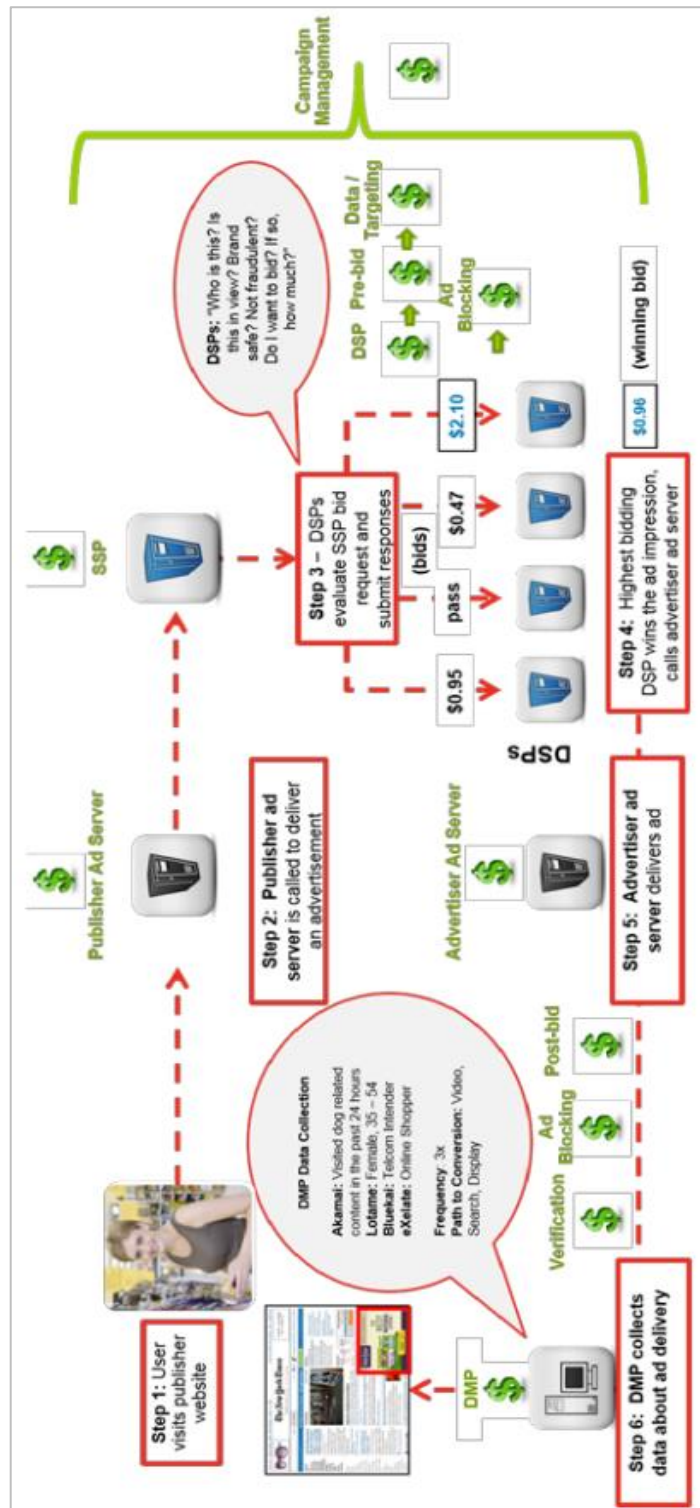 Step 1: User
visits publisher
website
Publisher Ad Server
Step 2: Publisher ad
server is called to deliver
an advertisement
SSP
Step 3 – DSPs
evaluate SSP bid
request and
submit responses
(bids)
DSPs: "Who is this? Is
this in view? Brand
safe? Not fraudulent?
Do I want to bid? If so,
how much?"
$0.95
pass
$0.47
$2.10
DSPs
DSP
Pre-bid
Data /
Targeting
Ad
Blocking
Campaign
Management
Step 4: Highest bidding
DSP wins the ad impression,
calls advertiser ad server
$0.96
(winning bid)
Advertiser Ad Server
Step 5: Advertiser ad
server delivers ad
Verification
Ad
Blocking
Post-bid
DMP Data Collection
Akamai: Visited dog related
content in the past 24 hours
Lotame: Female, 35 – 54
Bluekai: Telcom Intender
eXelate: Online Shopper
Frequency: 3x
Path to Conversion: Video,
Search, Display
The New York Times
DMP
Step 6: DMP collects
data about ad delivery